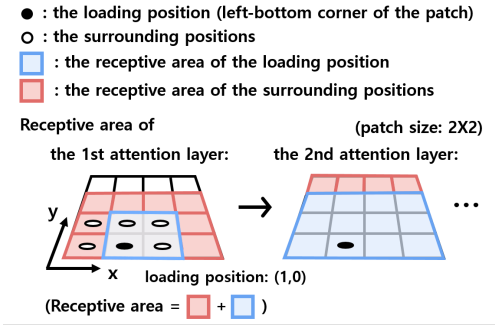 : the loading position (left-bottom corner of the patch)
: the surrounding positions
: the receptive area of the loading position
: the receptive area of the surrounding positions
Receptive area of
(patch size: 2X2)
the 1st attention layer:
the 2nd attention layer:
y
...
x
loading position: (1,0)
(Receptive area = + )